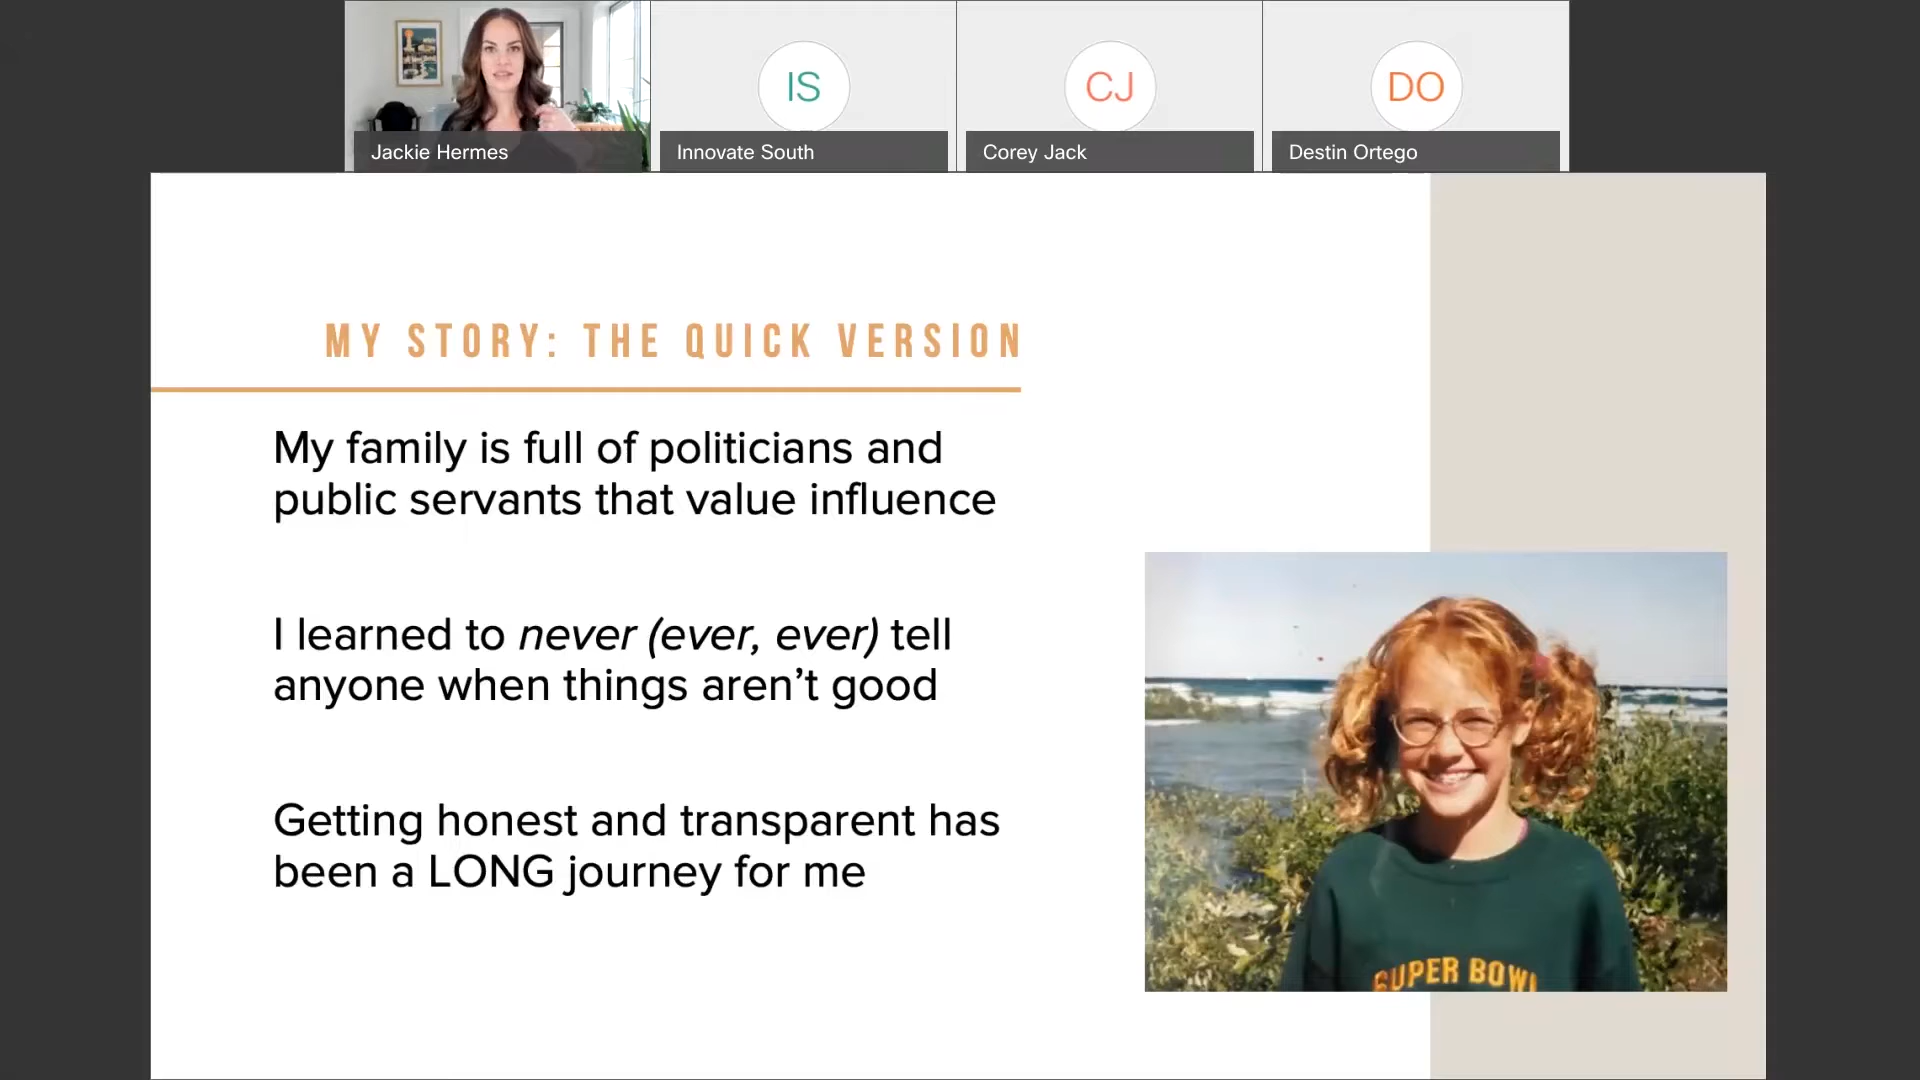 IS
CJ
DO
Jackie Hermes
Innovate South
Corey Jack
Destin Ortego
MY STORY: THE QUICK VERSION
My family is full of politicians and
public servants that value influence
I learned to never (ever, ever) tell
anyone when things aren’t good
Getting honest and transparent has
been a LONG journey for me
SUPER BOWL